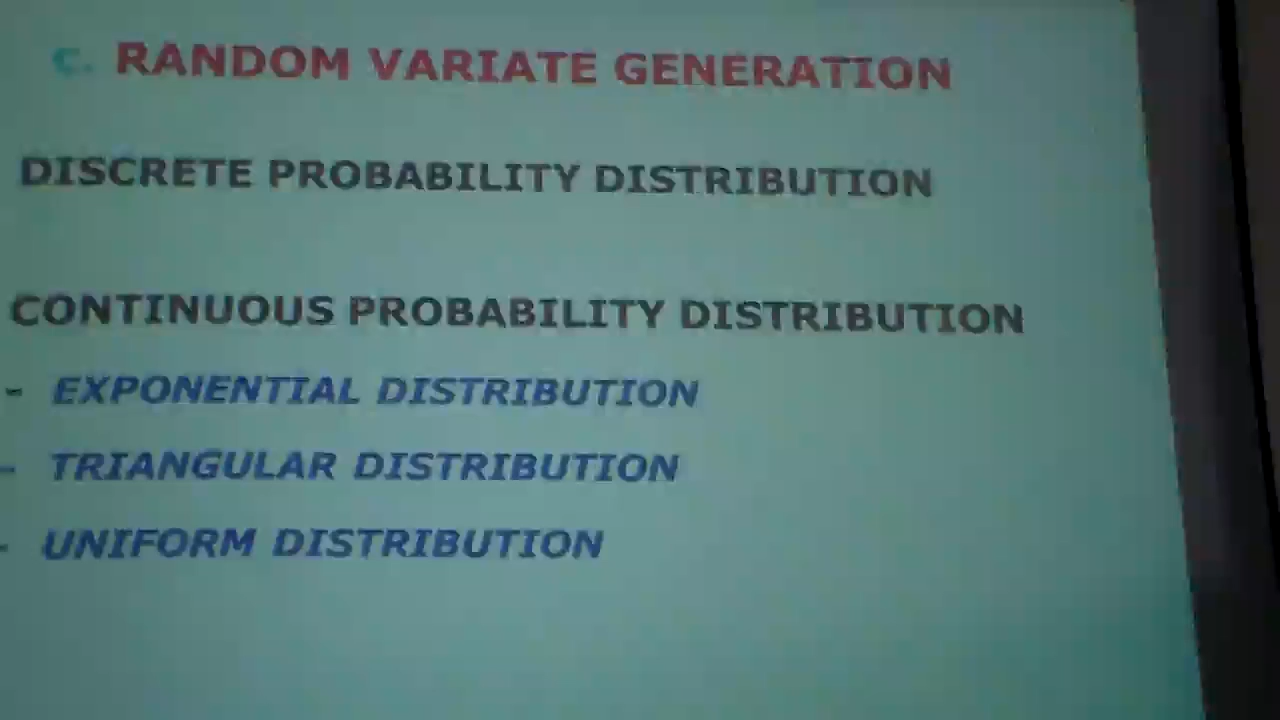 C. RANDOM VARIATE GENERATION
DISCRETE PROBABILITY DISTRIBUTION
CONTINUOUS PROBABILITY DISTRIBUTION
- EXPONENTIAL DISTRIBUTION
- TRIANGULAR DISTRIBUTION
- UNIFORM DISTRIBUTION